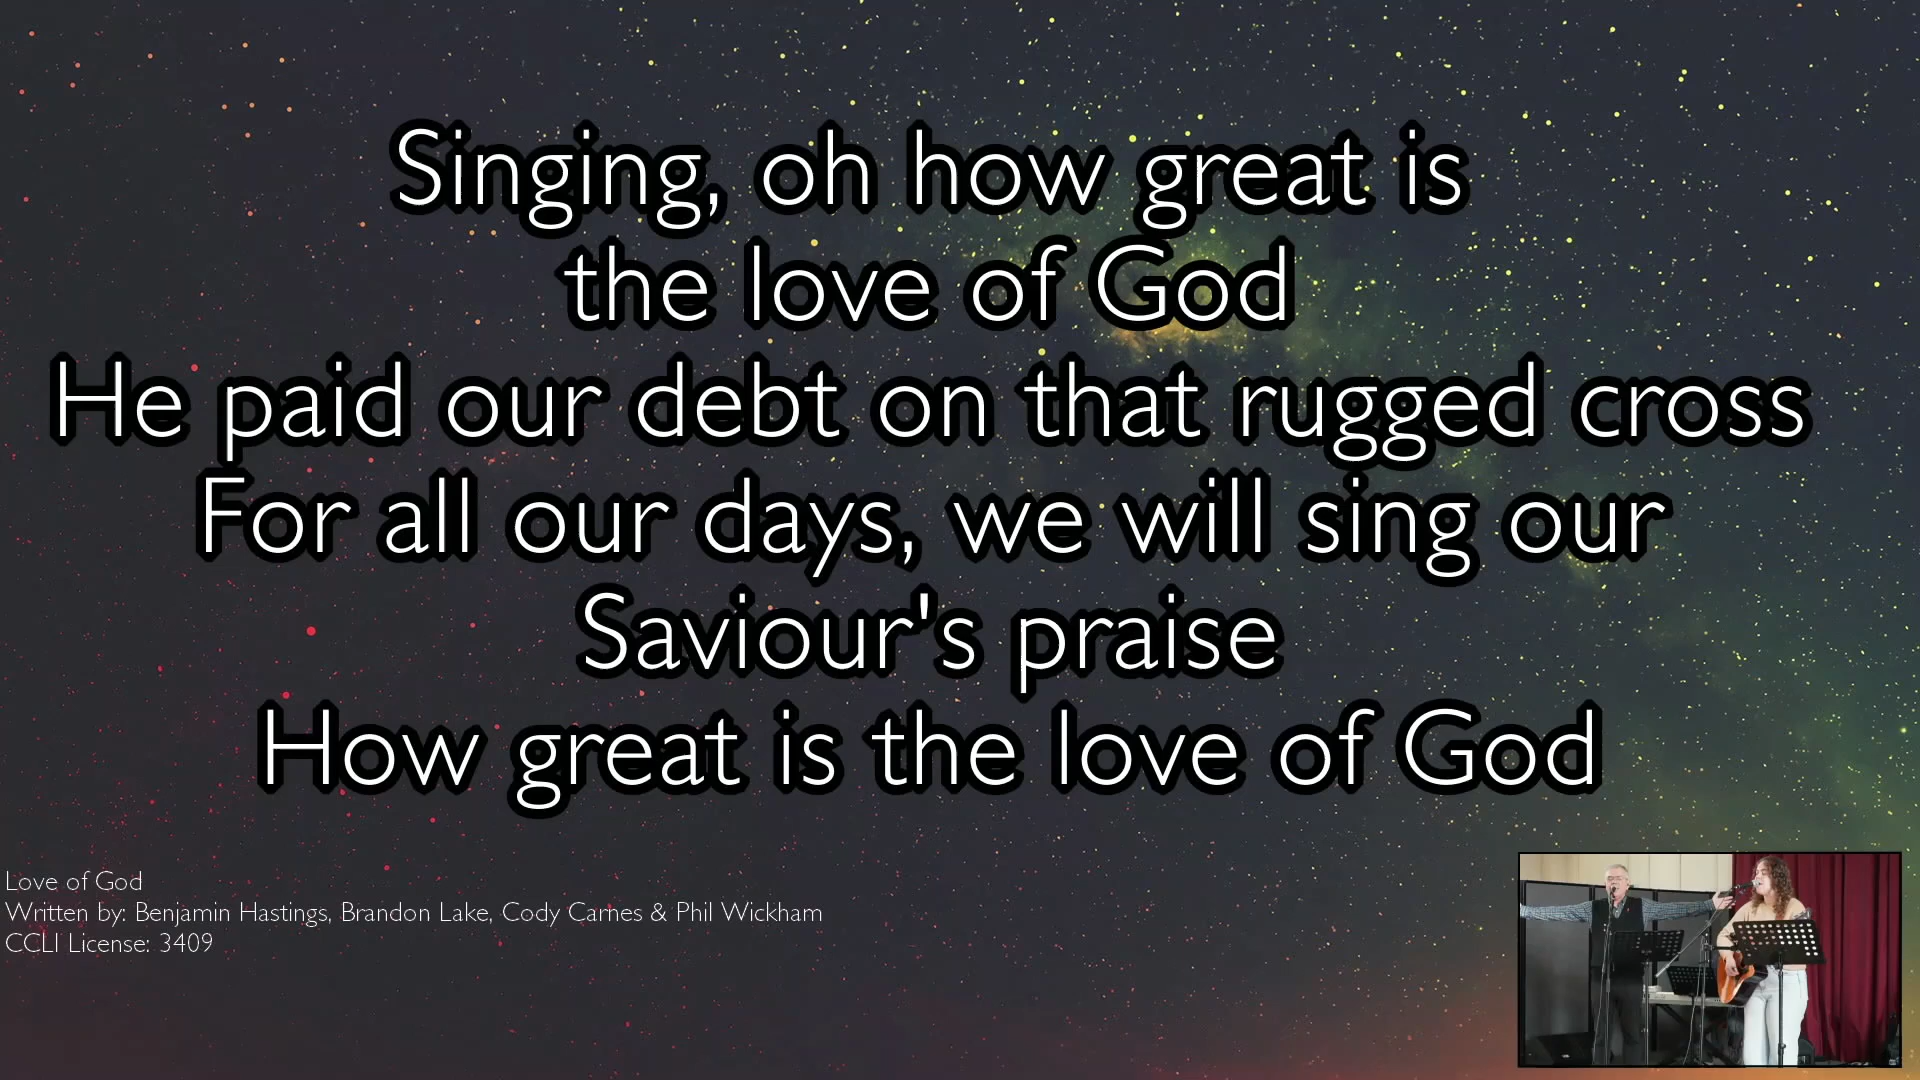 Singing, oh how great is
the love of God
He paid our debt on that rugged cross
For all our days, we will sing our
Saviour's praise
How great is the love of God
Love of God
Written by: Benjamin Hastings, Brandon Lake, Cody Carnes & Phil Wickham
CCLI License: 3409